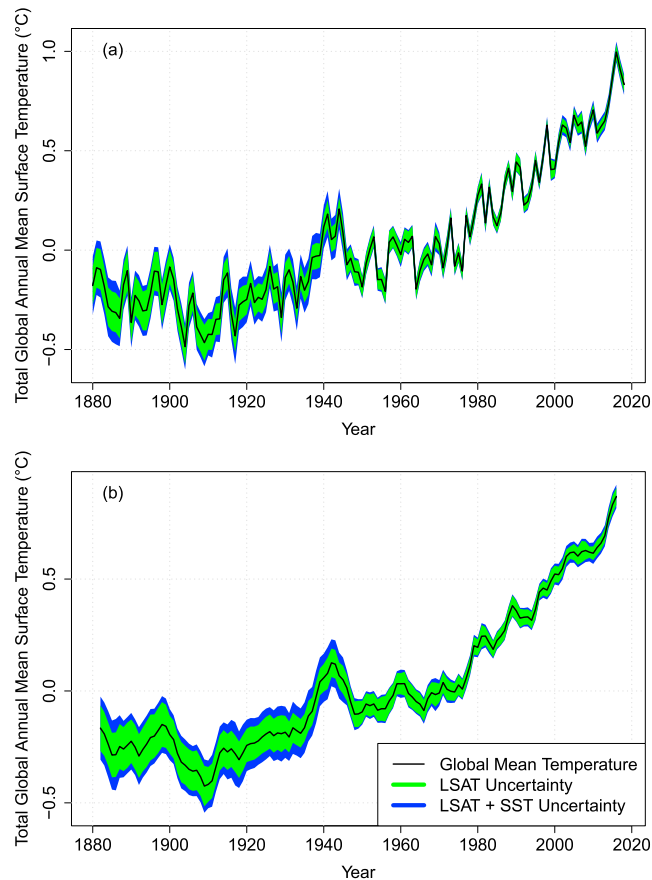 Total Global Annual Mean Surface Temperature (°C)
(a)
1.0
0.5
0.0
−0.5
1880 1900 1920 1940 1960 1980 2000 2020
Year
Total Global Annual Mean Surface Temperature (°C)
(b)
0.5
0.0
−0.5
Global Mean Temperature
LSAT Uncertainty
LSAT + SST Uncertainty
1880 1900 1920 1940 1960 1980 2000 2020
Year